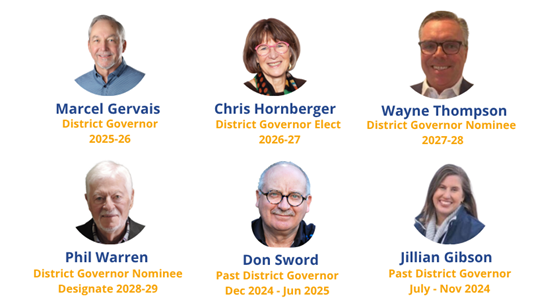 Marcel Gervais
District Governor
2025-26
Chris Hornberger
District Governor Elect
2026-27
Wayne Thompson
District Governor Nominee
2027-28
Phil Warren
District Governor Nominee
Designate 2028-29
Don Sword
Past District Governor
Dec 2024 - Jun 2025
Jillian Gibson
Past District Governor
July - Nov 2024